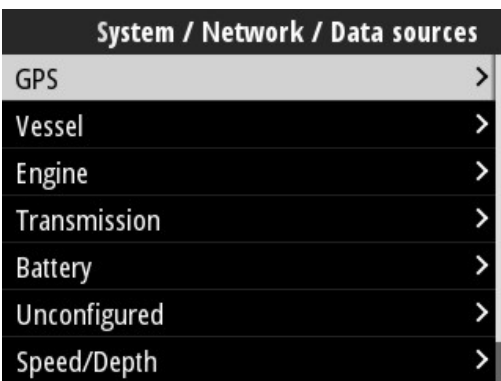 System / Network / Data sources
GPS
Vessel
Engine
Transmission
Battery
Unconfigured
Speed/Depth